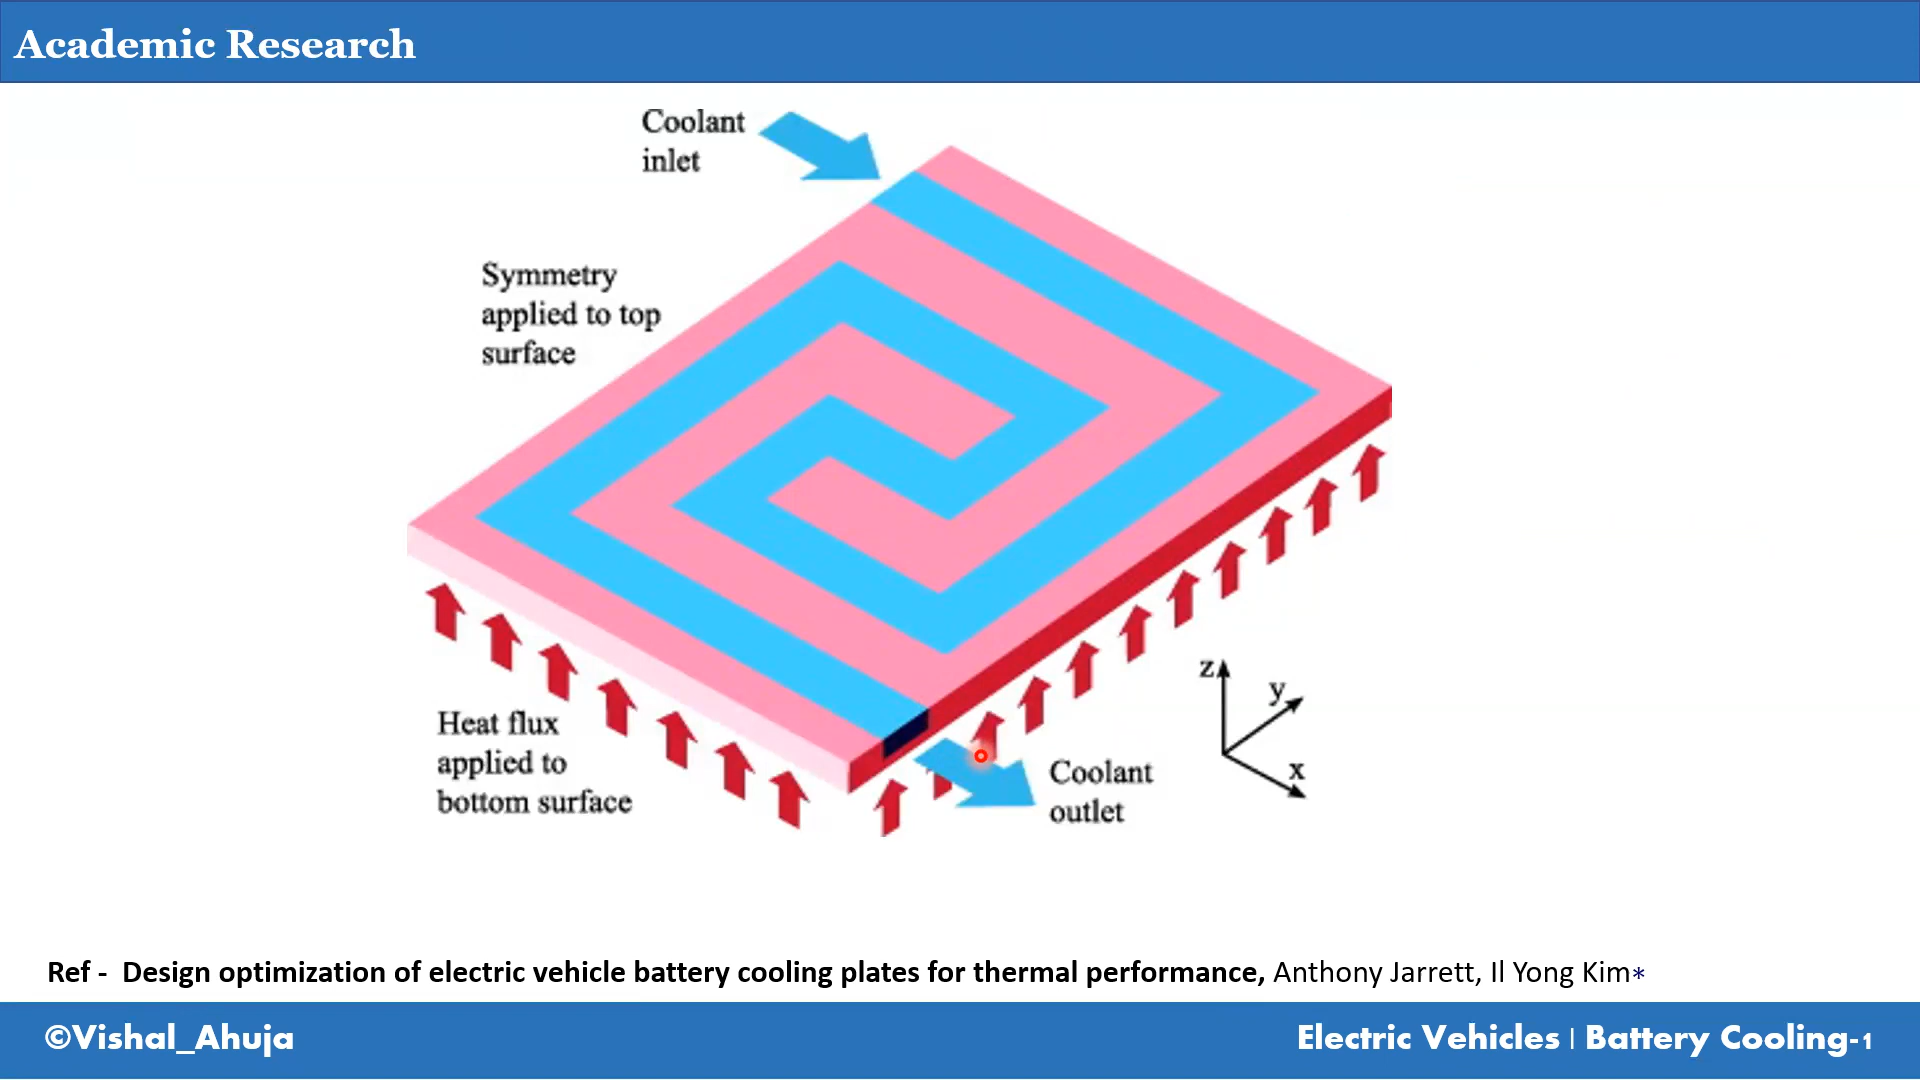 Academic Research
Coolant
inlet
Symmetry
applied to top
surface
Heat flux
applied to
bottom surface
z
y
x
Coolant
outlet
Ref -  Design optimization of electric vehicle battery cooling plates for thermal performance, Anthony Jarrett, Il Yong Kim*
©Vishal_Ahuja
Electric Vehicles | Battery Cooling-1